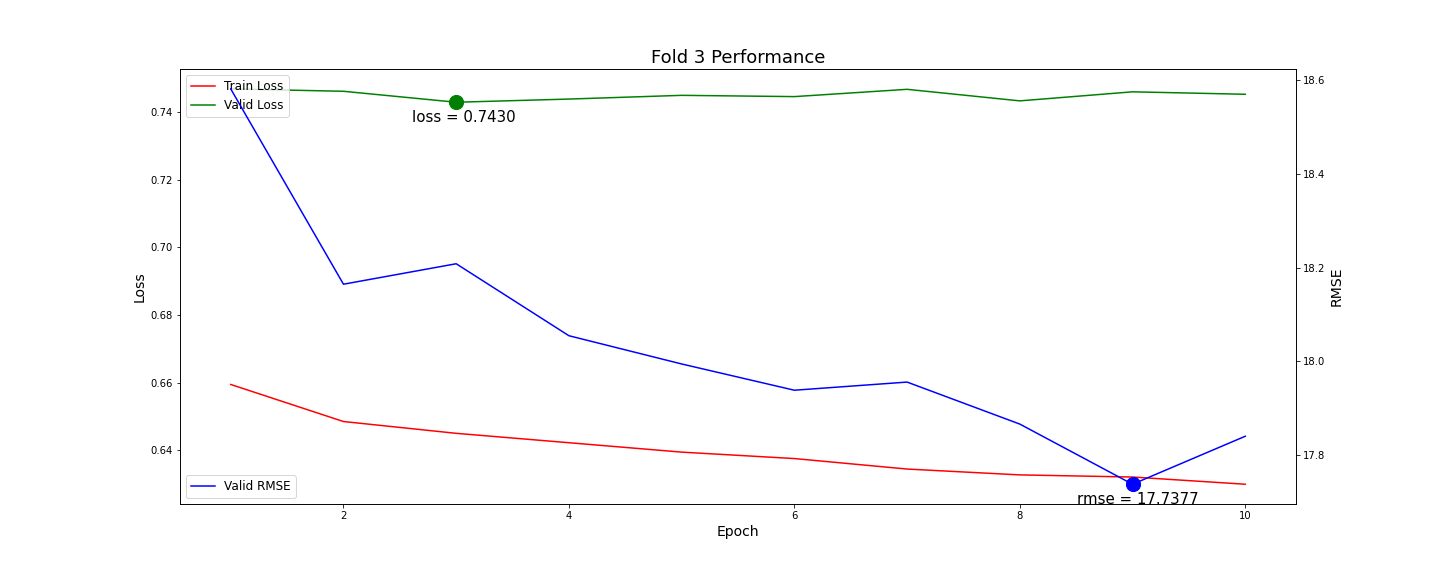 Fold 3 Performance
Train Loss
Valid Loss
loss = 0.7430
Valid RMSE
rmse = 17.7377
0.74
0.72
0.70
0.68
0.66
0.64
Loss
18.6
18.4
18.2
18.0
17.8
RMSE
2 4 6 8 10
Epoch